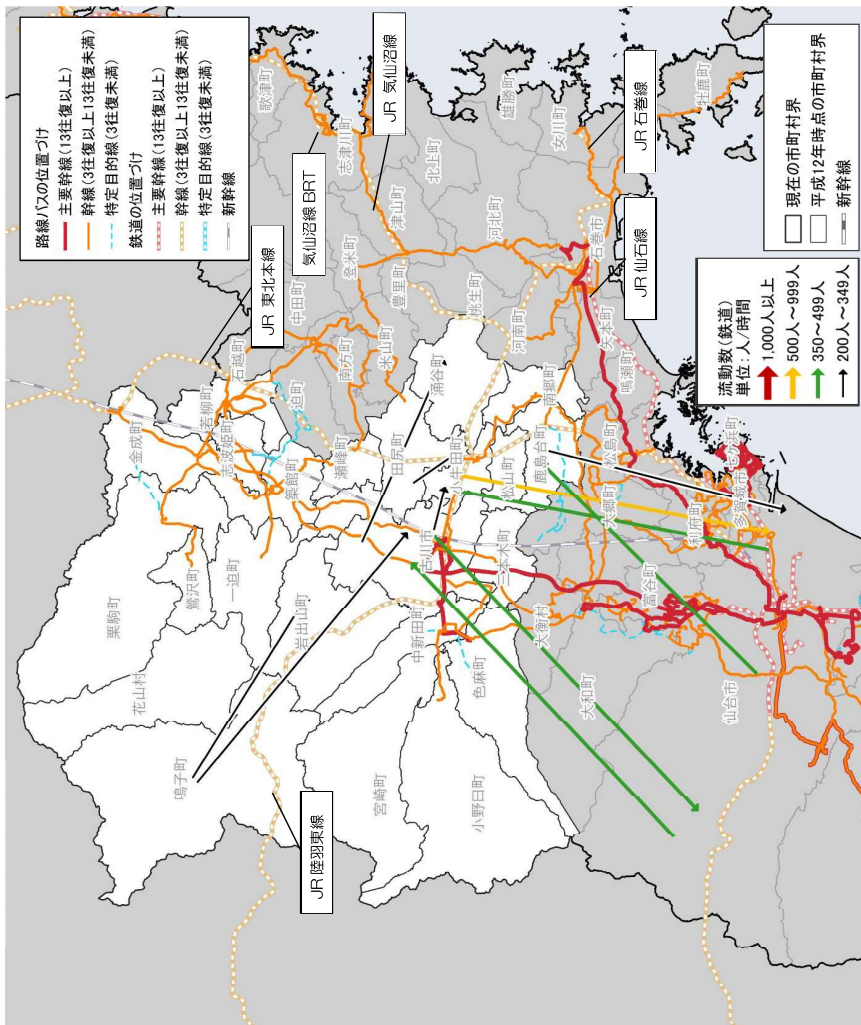 路線バスの位置づけ
主要幹線(13往復以上)
幹線(3往復以上13往復未満)
特定目的線(3往復未満)
鉄道の位置づけ
主要幹線(13往復以上)
幹線(3往復以上13往復未満)
特定目的線(3往復未満)
新幹線
JR 東北本線
気仙沼線 BRT
JR 気仙沼線
JR 石巻線
JR 仙石線
JR 陸羽東線
歌津町
志津川町
津山町
北上町
雄勝町
女川町
牡鹿町
河北町
石巻市
登米町
中田町
豊里町
桃生町
河南町
矢本町
鳴瀬町
石越町
迫町
南方町
米山町
涌谷町
南郷町
金成町
若柳町
志波姫町
築館町
瀬峰町
田尻町
小牛田町
松山町
鹿島台町
松島町
大郷町
利府町
多賀城市
七ヶ浜町
栗駒町
鶯沢町
一迫町
花山村
岩出山町
鳴子町
古川市
三本木町
中新田町
色麻町
大衡村
富谷町
大和町
仙台市
宮崎町
小野田町
流動数(鉄道)
単位:人/時間
1,000人以上
500人~999人
350~499人
200人~349人
現在の市町村界
平成12年時点の市町村界
新幹線